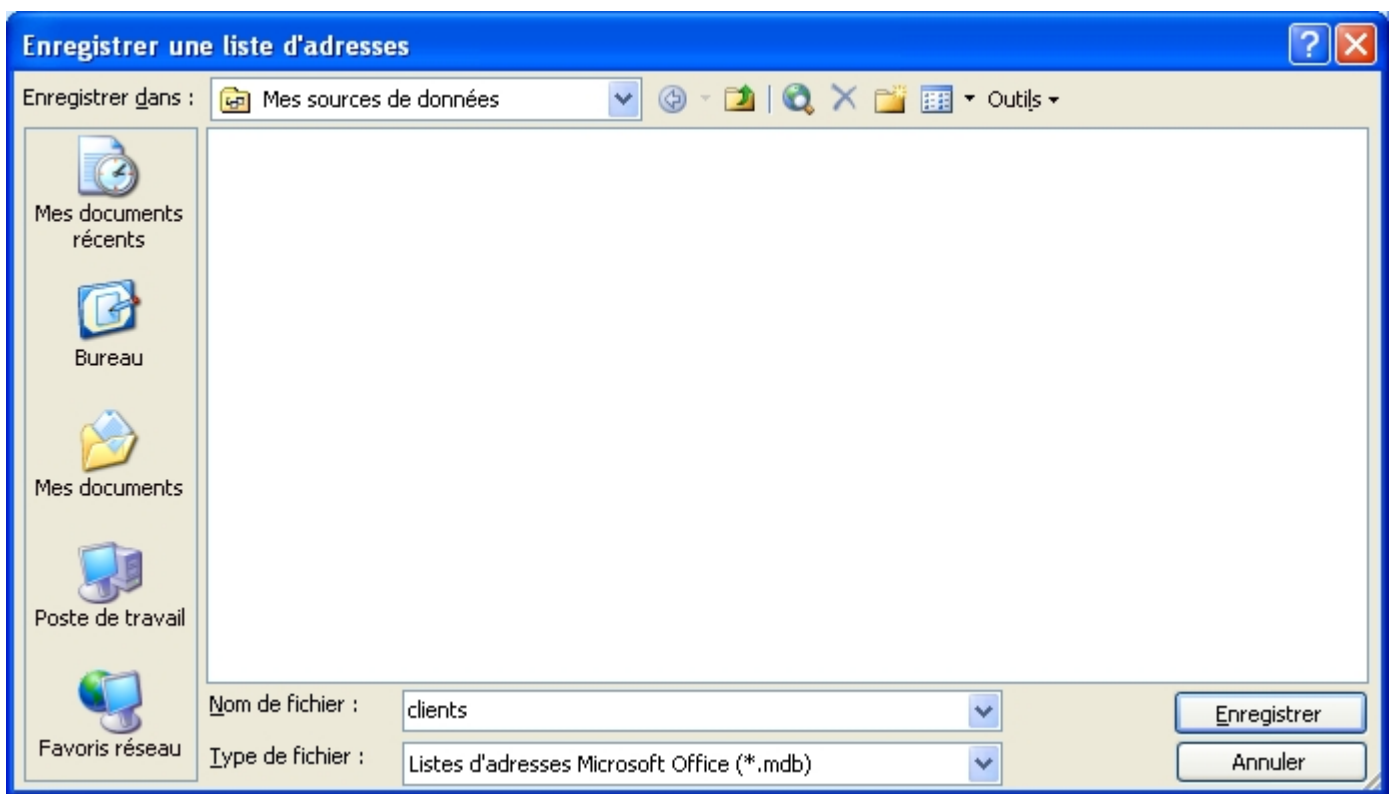 Enregistrer une liste d'adresses
Enregistrer dans :
Mes sources de données
Outils
Mes documents
récents
Bureau
Mes documents
Poste de travail
Favoris réseau
Nom de fichier :
clients
Enregistrer
Type de fichier :
Listes d'adresses Microsoft Office (*.mdb)
Annuler